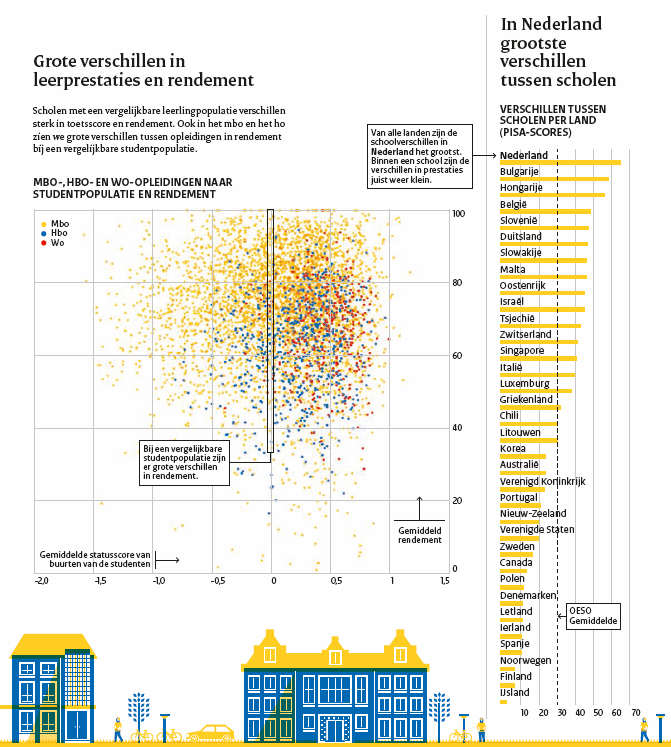 Grote verschillen in
leerprestaties en rendement
Scholen met een vergelijkbare leerlingpopulatie verschillen
sterk in toetsscore en rendement. Ook in het mbo en het ho
zien we grote verschillen tussen opleidingen in rendement
bij een vergelijkbare studentpopulatie.
MBO-, HBO- EN WO-OPLEIDINGEN NAAR
STUDENTPOPULATIE EN RENDEMENT
Mbo
Hbo
Wo
100
80
60
40
20
0
Bij een vergelijkbare
studentpopulatie zijn
er grote verschillen
in rendement.
Gemiddeld
rendement
Gemiddelde statusscore van
buurten van de studenten
-2,0
-1,5
-1,0
-0,5
0
0,5
1
1,5
In Nederland
grootste
verschillen
tussen scholen
VERSCHILLEN TUSSEN
SCHOLEN PER LAND
(PISA-SCORES)
Van alle landen zijn de
schoolverschillen in
Nederland het grootst.
Binnen een school zijn de
verschillen in prestaties
juist weer klein.
Nederland
Bulgarije
Hongarije
België
Slovenië
Duitsland
Slowakije
Malta
Oostenrijk
Israël
Tsjechië
Zwitserland
Singapore
Italië
Luxemburg
Griekenland
Chili
Litouwen
Korea
Australië
Verenigd Koninkrijk
Portugal
Nieuw-Zeeland
Verenigde Staten
Zweden
Canada
Polen
Denemarken
Letland
Ierland
Spanje
Noorwegen
Finland
IJsland
OESO
Gemiddelde
10 20 30 40 50 60 70